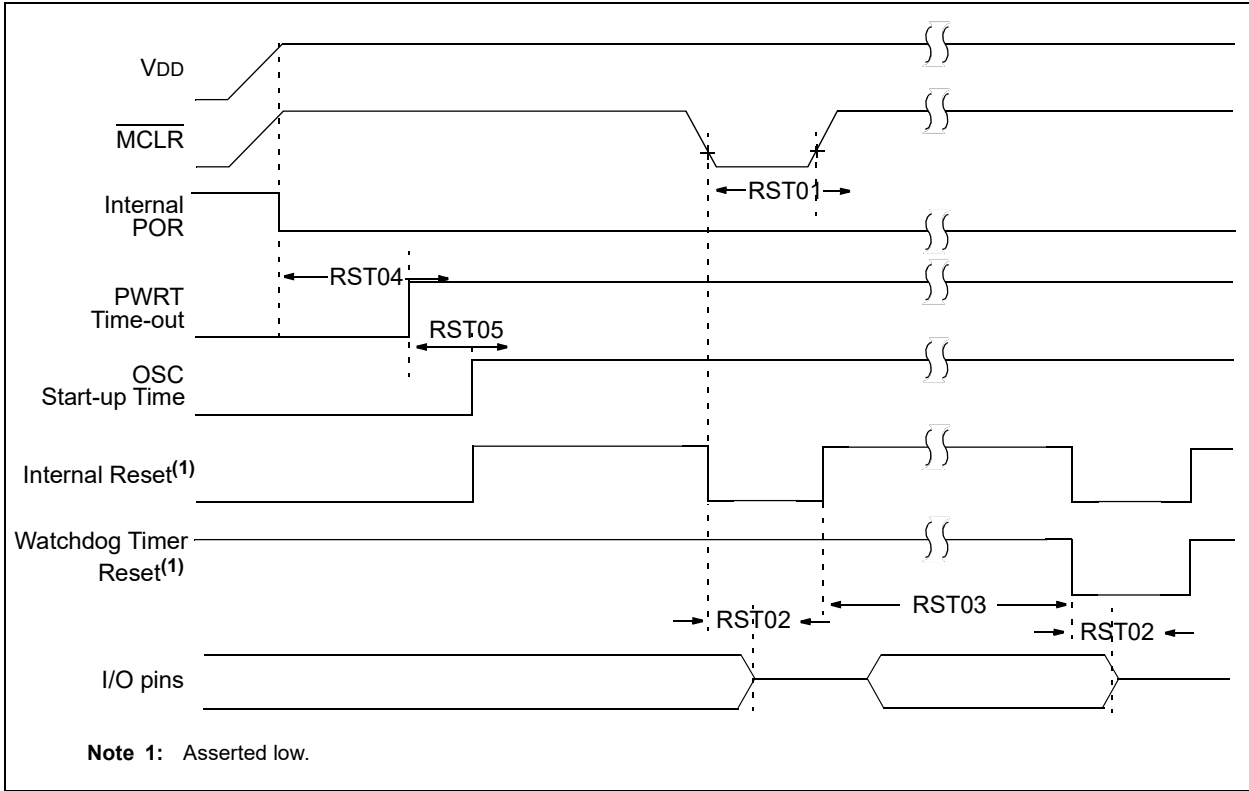 VDD
MCLR
RST01
Internal
POR
RST04
PWRT
Time-out
RST05
OSC
Start-up Time
Internal Reset(1)
Watchdog Timer
Reset(1)
RST03
RST02
RST02
I/O pins
Note 1: Asserted low.